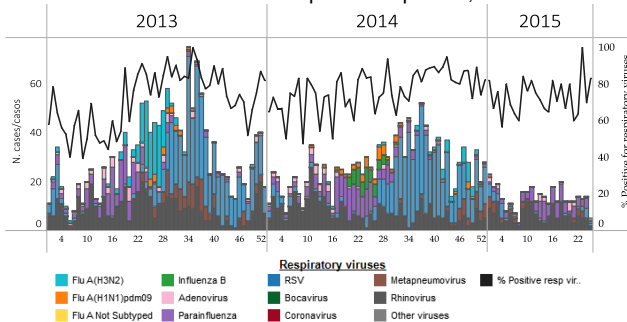 2013 2014 2015
N. cases/casos
60
40
20
0
100
80
60
40
20
0
% Positive for respiratory viruses
4 10 16 22 28 34 40 46 52 4 10 16 22 28 34 40 46 52 4 10 16 22
Respiratory viruses
Flu A(H3N2) Influenza B RSV Metapneumovirus % Positive resp vir..
Flu A(H1N1)pdm09 Adenovirus Bocavirus Rhinovirus
Flu A Not Subtyped Parainfluenza Coronavirus Other viruses